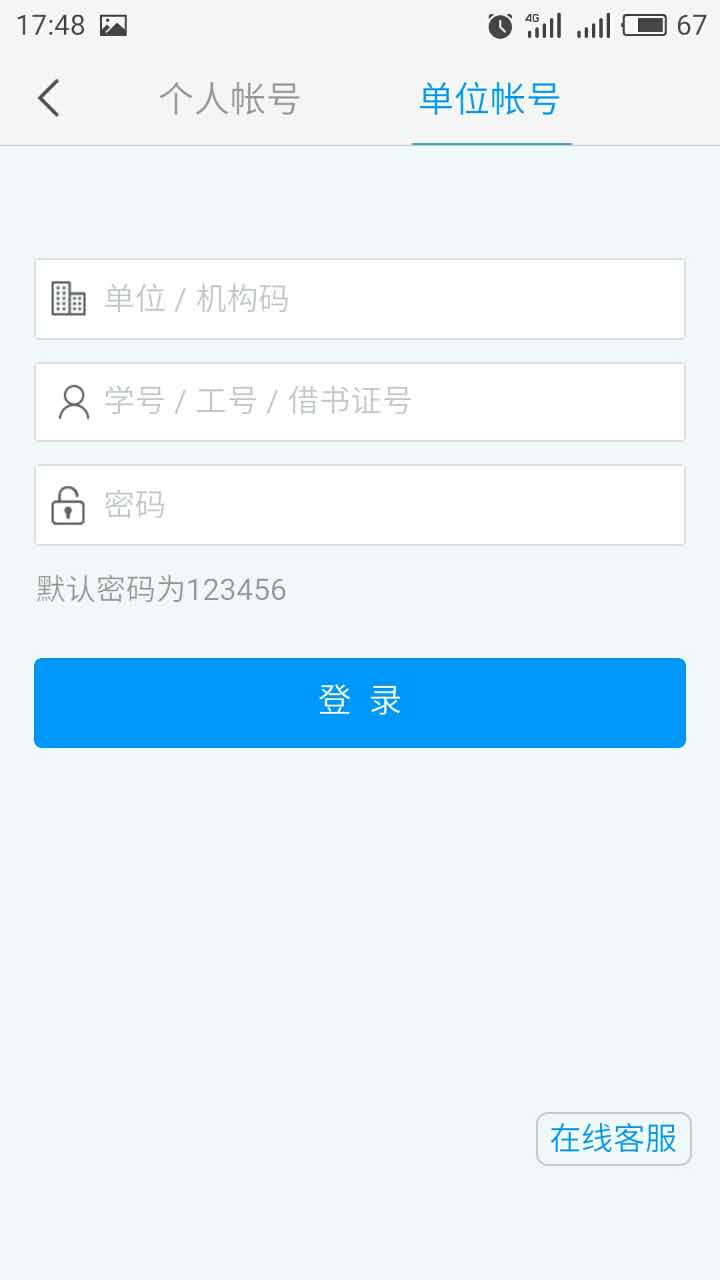 17:48 4G 67
个人帐号 单位帐号
单位 / 机构码
学号 / 工号 / 借书证号
密码
默认密码为123456
登 录
在线客服